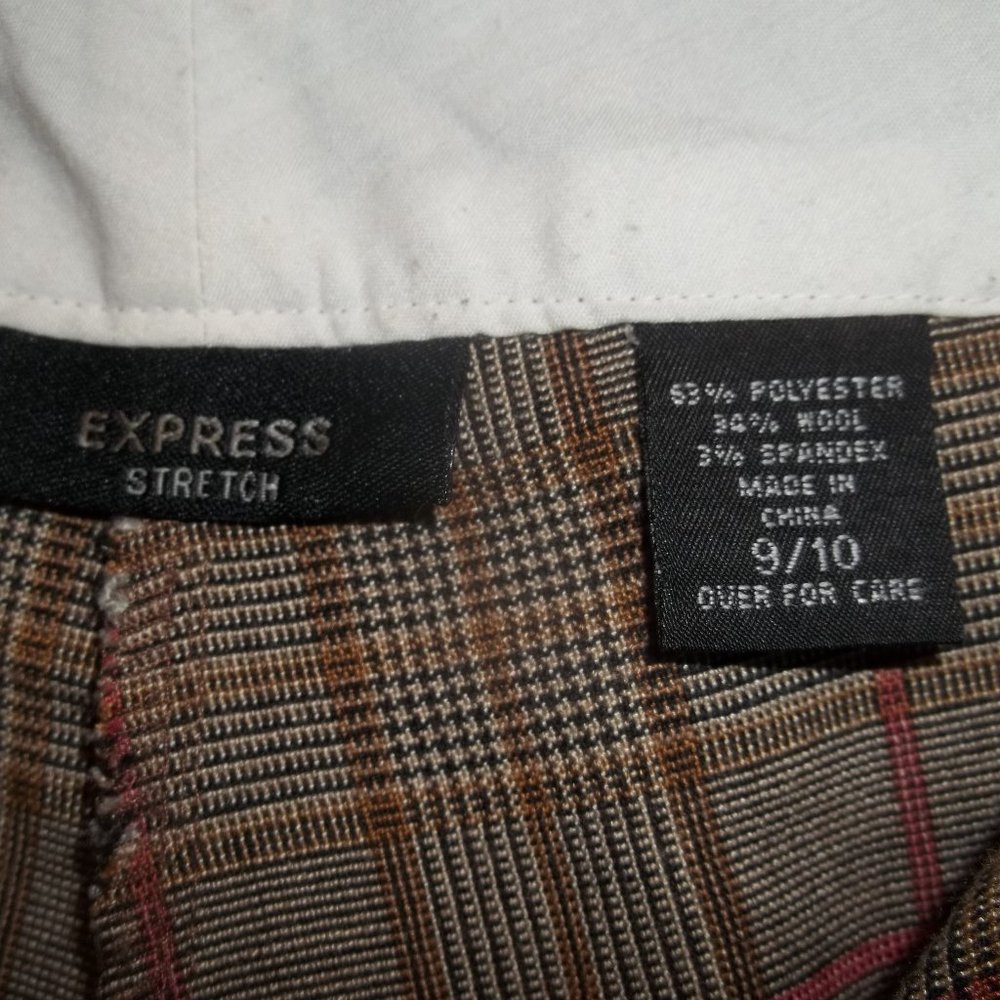 EXPRESS
STRETCH
63% POLYESTER
34% WOOL
3% SPANDEX
MADE IN
CHINA
9/10
OVER FOR CARE